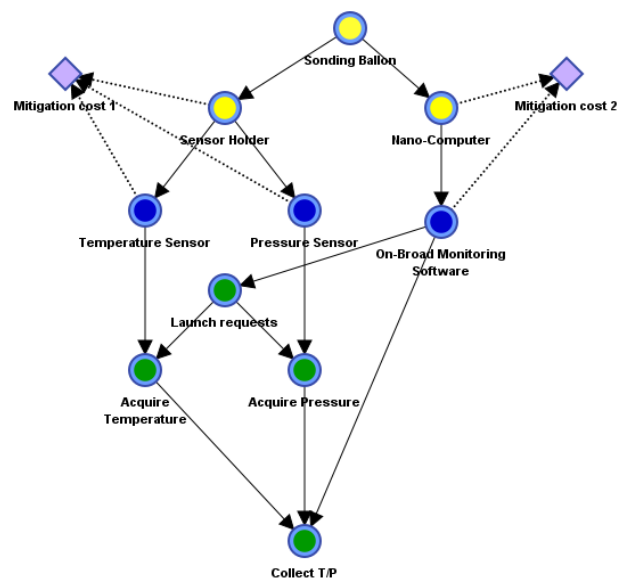 Sonding Ballon
Mitigation cost 1
Mitigation cost 2
Sensor Holder
Nano-Computer
Temperature Sensor
Pressure Sensor
On-Broad Monitoring
Software
Launch requests
Acquire
Temperature
Acquire Pressure
Collect T/P